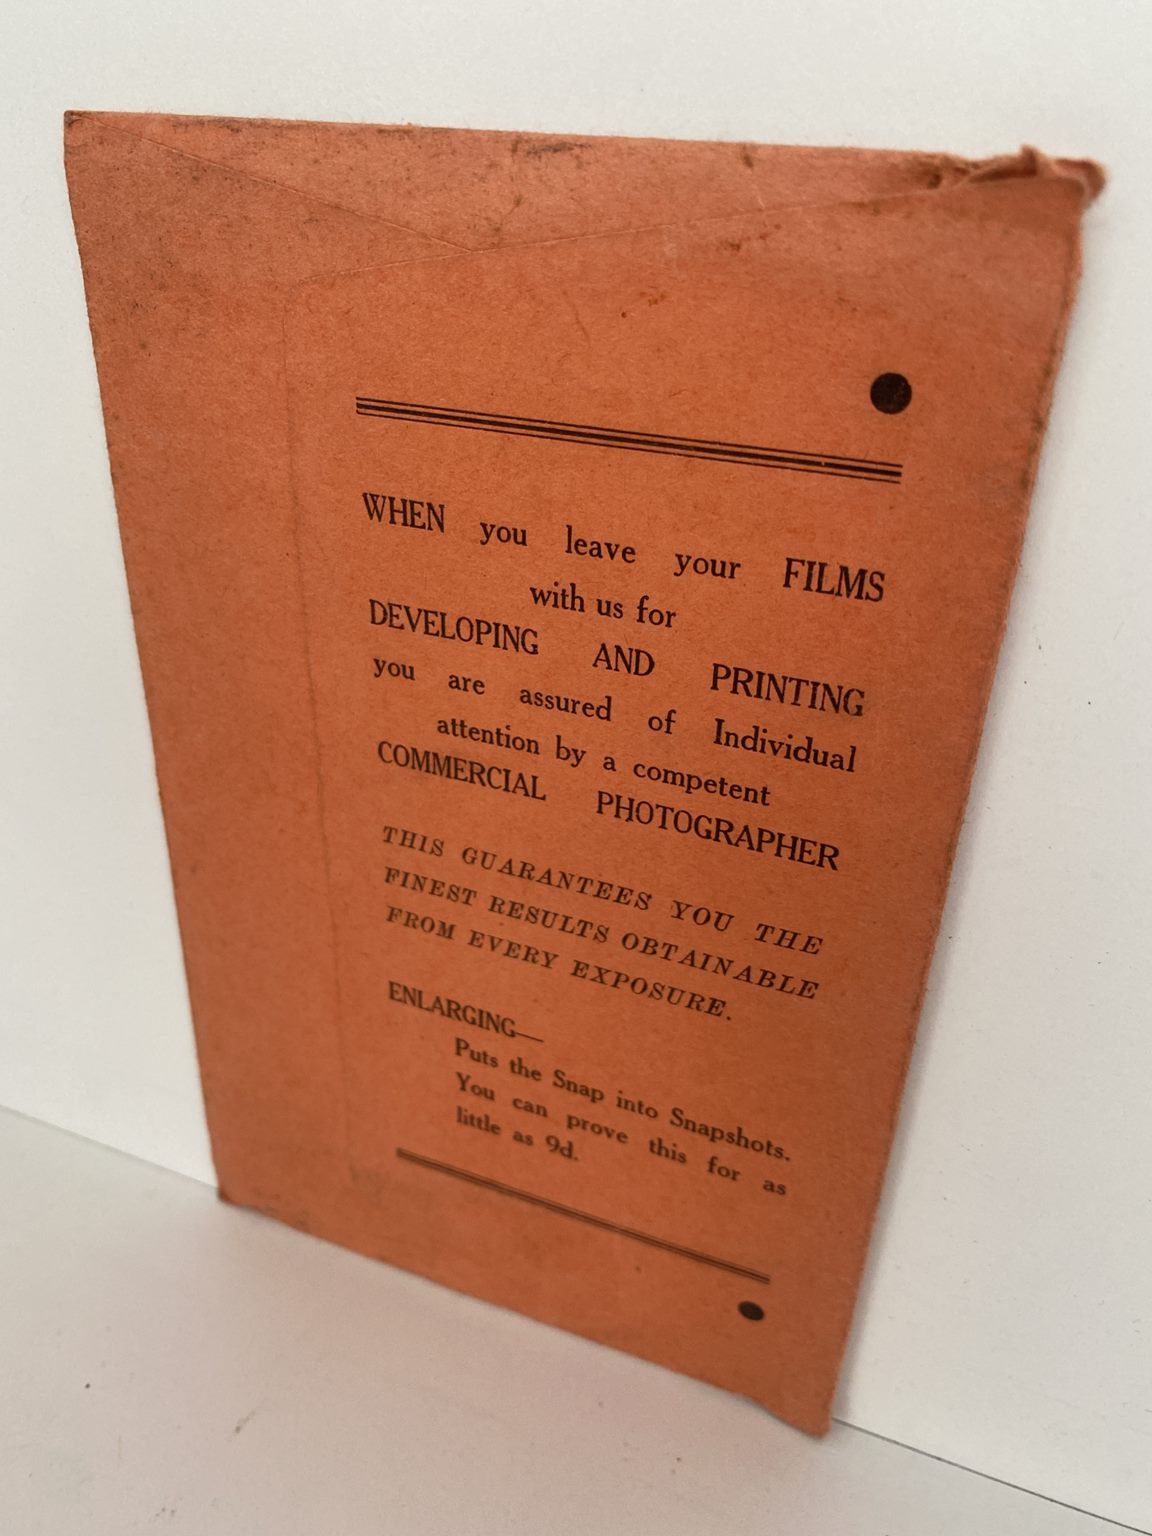 WHEN you leave your FILMS
with us for
DEVELOPING AND PRINTING
you are assured of Individual
attention by a competent
COMMERCIAL PHOTOGRAPHER
THIS GUARANTEES YOU THE
FINEST RESULTS OBTAINABLE
FROM EVERY EXPOSURE.
ENLARGING—
Puts the Snap into Snapshots.
You can prove this for as
little as 9d.